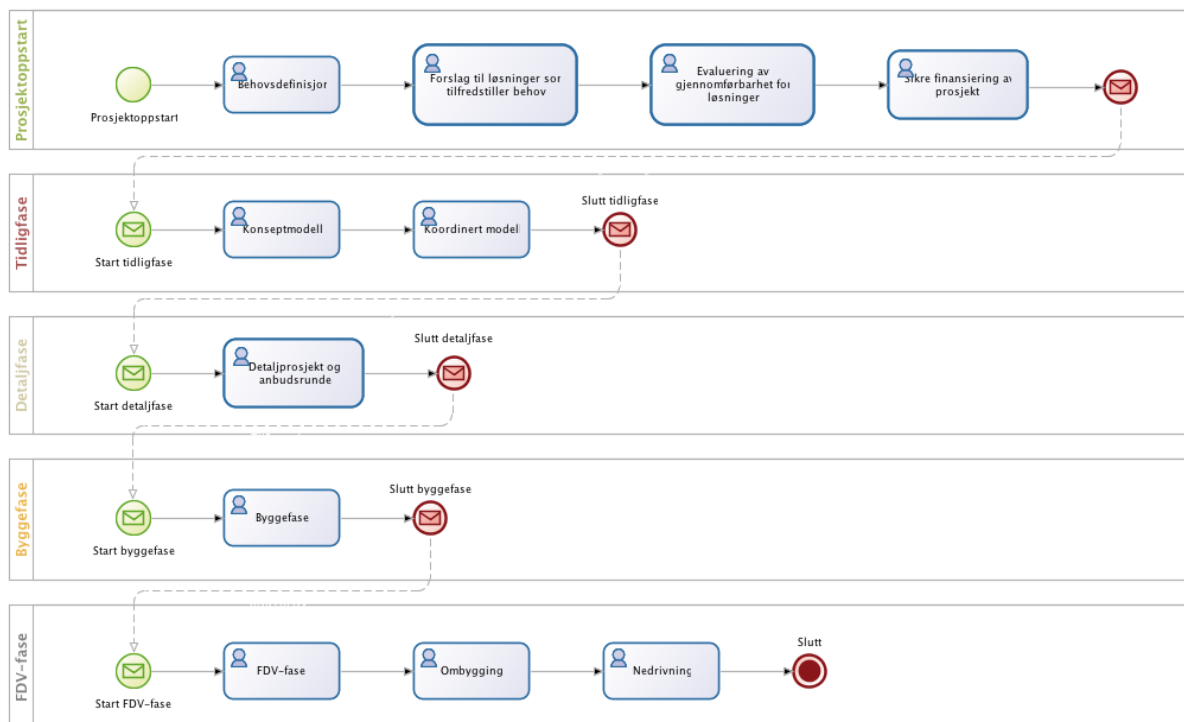 Prosjektoppstart
Prosjektoppstart
Behovsdefinisjor
Forslag til løsninger sor
tilfredstiller behov
Evaluering av
gjennomførbarhet for
løsninger
Sikre finansiering av
prosjekt
Tidligfase
Start tidligfase
Konseptmodell
Koordinert modell
Slutt tidligfase
Detaljfase
Start detaljfase
Detaljprosjekt og
anbudsrunde
Slutt detaljfase
Byggefase
Start byggefase
Byggefase
Slutt byggefase
FDV-fase
Start FDV-fase
FDV-fase
Ombygging
Nedrivning
Slutt